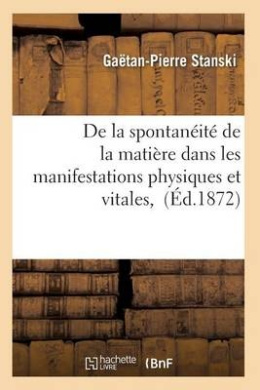 Gaëtan-Pierre Stanski
De la spontanéité de
la matière dans les
manifestations physiques et
vitales, (Éd.1872)
hachette
LIVRE
{BnF